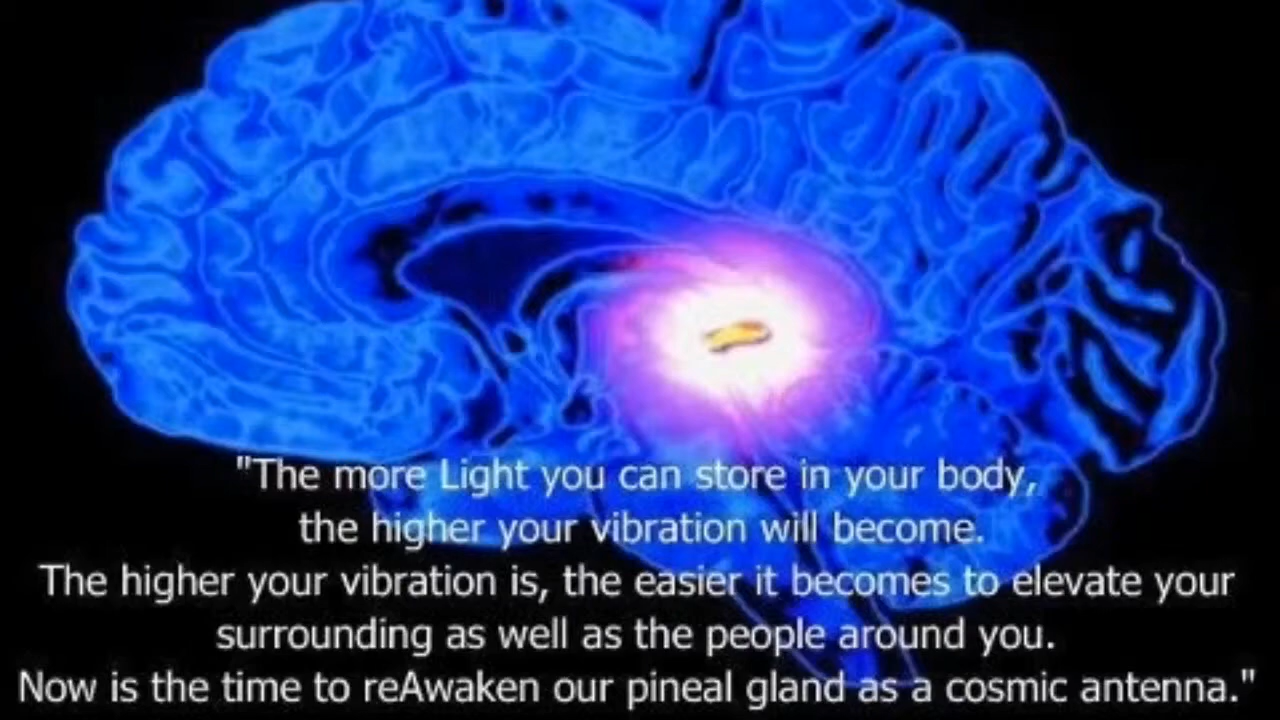 "The more Light you can store in your body,
the higher your vibration will become.
The higher your vibration is, the easier it becomes to elevate your
surrounding as well as the people around you.
Now is the time to reAwaken our pineal gland as a cosmic antenna."